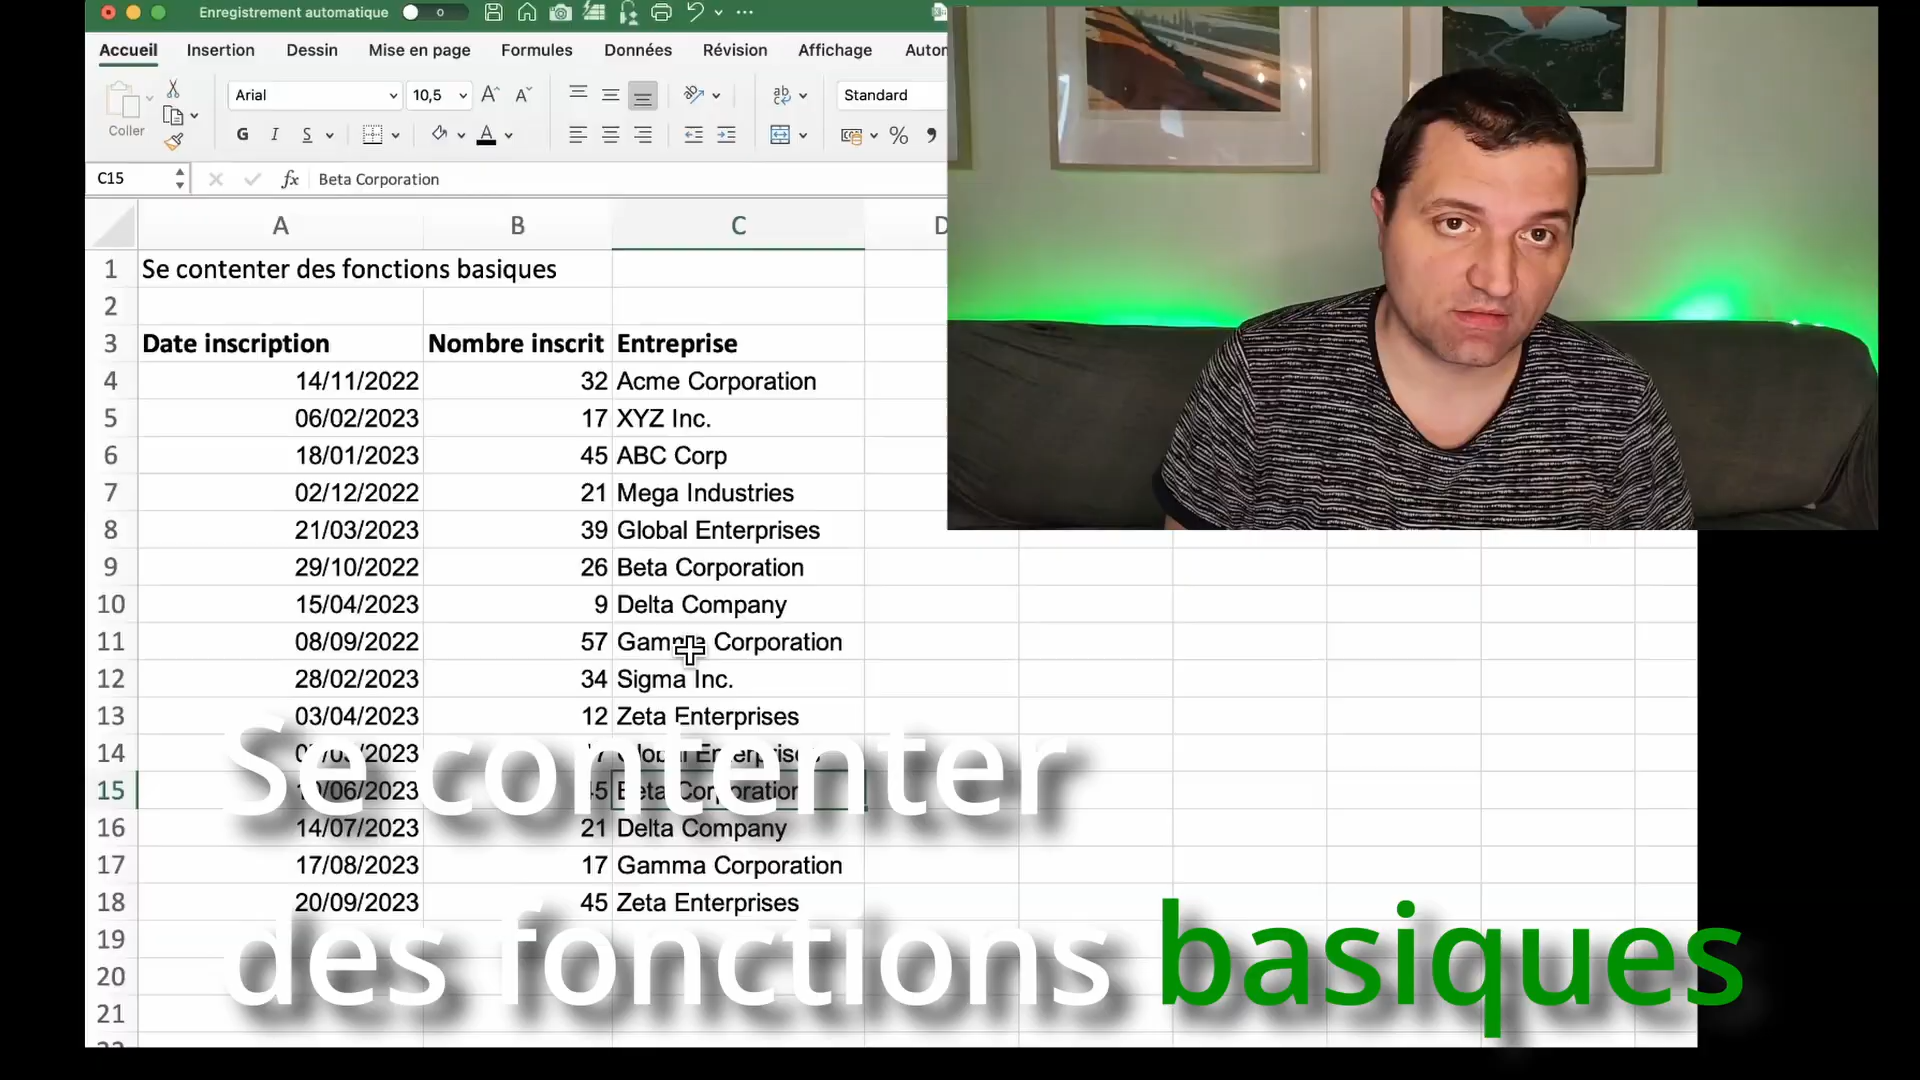 Enregistrement automatique
Accueil Insertion Dessin Mise en page Formules Données Révision Affichage
Coller Arial 10,5 Standard
G I S A %
C15 fx Beta Corporation
A B C D
1 Se contenter des fonctions basiques
2
3 Date inscription Nombre inscrit Entreprise
4 14/11/2022 32 Acme Corporation
5 06/02/2023 17 XYZ Inc.
6 18/01/2023 45 ABC Corp
7 02/12/2022 21 Mega Industries
8 21/03/2023 39 Global Enterprises
9 29/10/2022 26 Beta Corporation
10 15/04/2023 9 Delta Company
11 08/09/2022 57 Gamma Corporation
12 28/02/2023 34 Sigma Inc.
13 03/04/2023 12 Zeta Enterprises
14 Global Enterprises
15 Beta Corporation
16 14/07/2023 21 Delta Company
17 17/08/2023 17 Gamma Corporation
18 20/09/2023 45 Zeta Enterprises
19
20
21
Se contenter
des fonctions basiques